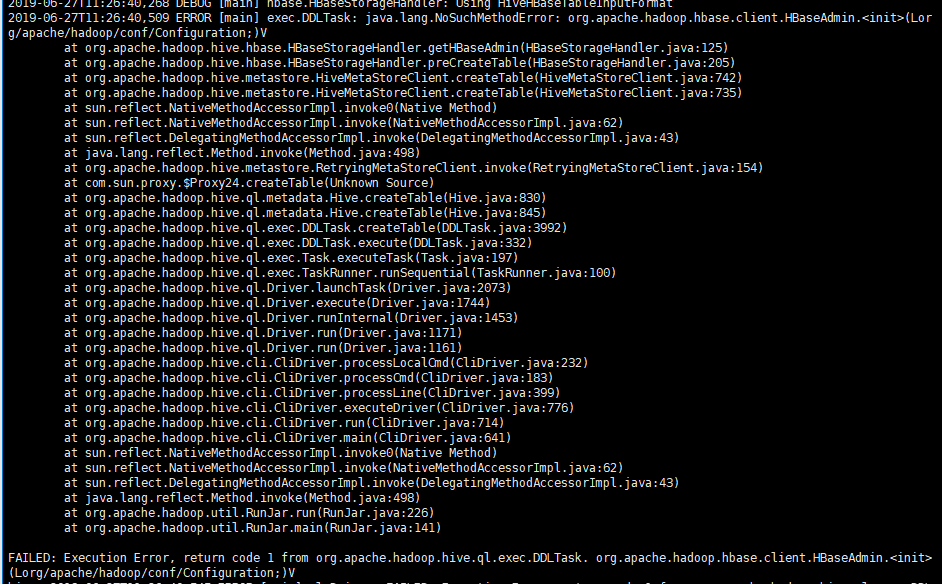 2019-06-27T11:26:40,268 DEBUG [main] hbase.HBaseStorageHandler: Using HiveHBaseTableInputFormat
2019-06-27T11:26:40,509 ERROR [main] exec.DDLTask: java.lang.NoSuchMethodError: org.apache.hadoop.hbase.client.HBaseAdmin.<init>(Lor
g/apache/hadoop/conf/Configuration;)V
at org.apache.hadoop.hive.hbase.HBaseStorageHandler.getHBaseAdmin(HBaseStorageHandler.java:125)
at org.apache.hadoop.hive.hbase.HBaseStorageHandler.preCreateTable(HBaseStorageHandler.java:205)
at org.apache.hadoop.hive.metastore.HiveMetaStoreClient.createTable(HiveMetaStoreClient.java:742)
at org.apache.hadoop.hive.metastore.HiveMetaStoreClient.createTable(HiveMetaStoreClient.java:735)
at sun.reflect.NativeMethodAccessorImpl.invoke0(Native Method)
at sun.reflect.NativeMethodAccessorImpl.invoke(NativeMethodAccessorImpl.java:62)
at sun.reflect.DelegatingMethodAccessorImpl.invoke(DelegatingMethodAccessorImpl.java:43)
at java.lang.reflect.Method.invoke(Method.java:498)
at org.apache.hadoop.hive.metastore.RetryingMetaStoreClient.invoke(RetryingMetaStoreClient.java:154)
at com.sun.proxy.$Proxy24.createTable(Unknown Source)
at org.apache.hadoop.hive.ql.metadata.Hive.createTable(Hive.java:830)
at org.apache.hadoop.hive.ql.metadata.Hive.createTable(Hive.java:845)
at org.apache.hadoop.hive.ql.exec.DDLTask.createTable(DDLTask.java:3992)
at org.apache.hadoop.hive.ql.exec.DDLTask.execute(DDLTask.java:332)
at org.apache.hadoop.hive.ql.exec.Task.executeTask(Task.java:197)
at org.apache.hadoop.hive.ql.exec.TaskRunner.runSequential(TaskRunner.java:100)
at org.apache.hadoop.hive.ql.Driver.launchTask(Driver.java:2073)
at org.apache.hadoop.hive.ql.Driver.execute(Driver.java:1744)
at org.apache.hadoop.hive.ql.Driver.runInternal(Driver.java:1453)
at org.apache.hadoop.hive.ql.Driver.run(Driver.java:1171)
at org.apache.hadoop.hive.ql.Driver.run(Driver.java:1161)
at org.apache.hadoop.hive.cli.CliDriver.processLocalCmd(CliDriver.java:232)
at org.apache.hadoop.hive.cli.CliDriver.processCmd(CliDriver.java:183)
at org.apache.hadoop.hive.cli.CliDriver.processLine(CliDriver.java:399)
at org.apache.hadoop.hive.cli.CliDriver.executeDriver(CliDriver.java:776)
at org.apache.hadoop.hive.cli.CliDriver.run(CliDriver.java:714)
at org.apache.hadoop.hive.cli.CliDriver.main(CliDriver.java:641)
at sun.reflect.NativeMethodAccessorImpl.invoke0(Native Method)
at sun.reflect.NativeMethodAccessorImpl.invoke(NativeMethodAccessorImpl.java:62)
at sun.reflect.DelegatingMethodAccessorImpl.invoke(DelegatingMethodAccessorImpl.java:43)
at java.lang.reflect.Method.invoke(Method.java:498)
at org.apache.hadoop.util.RunJar.run(RunJar.java:226)
at org.apache.hadoop.util.RunJar.main(RunJar.java:141)
FAILED: Execution Error, return code 1 from org.apache.hadoop.hive.ql.exec.DDLTask. org.apache.hadoop.hbase.client.HBaseAdmin.<init>
(Lorg/apache/hadoop/conf/Configuration;)V